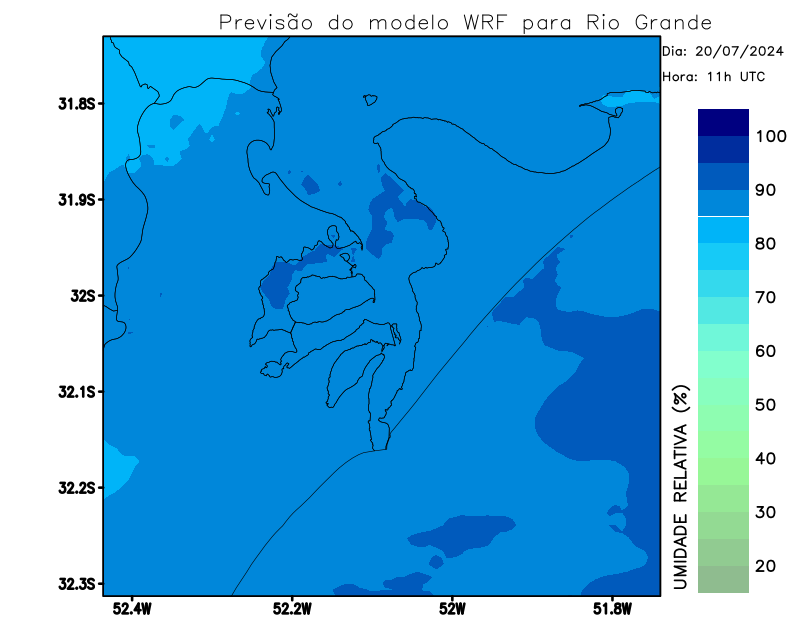 Previsão do modelo WRF para Rio Grande
Dia: 20/07/2024
Hora: 11h UTC
31.8S
31.9S
32S
32.1S
32.2S
32.3S
52.4W
52.2W
52W
51.8W
100
90
80
70
60
50
40
30
20
UMIDADE RELATIVA (%)